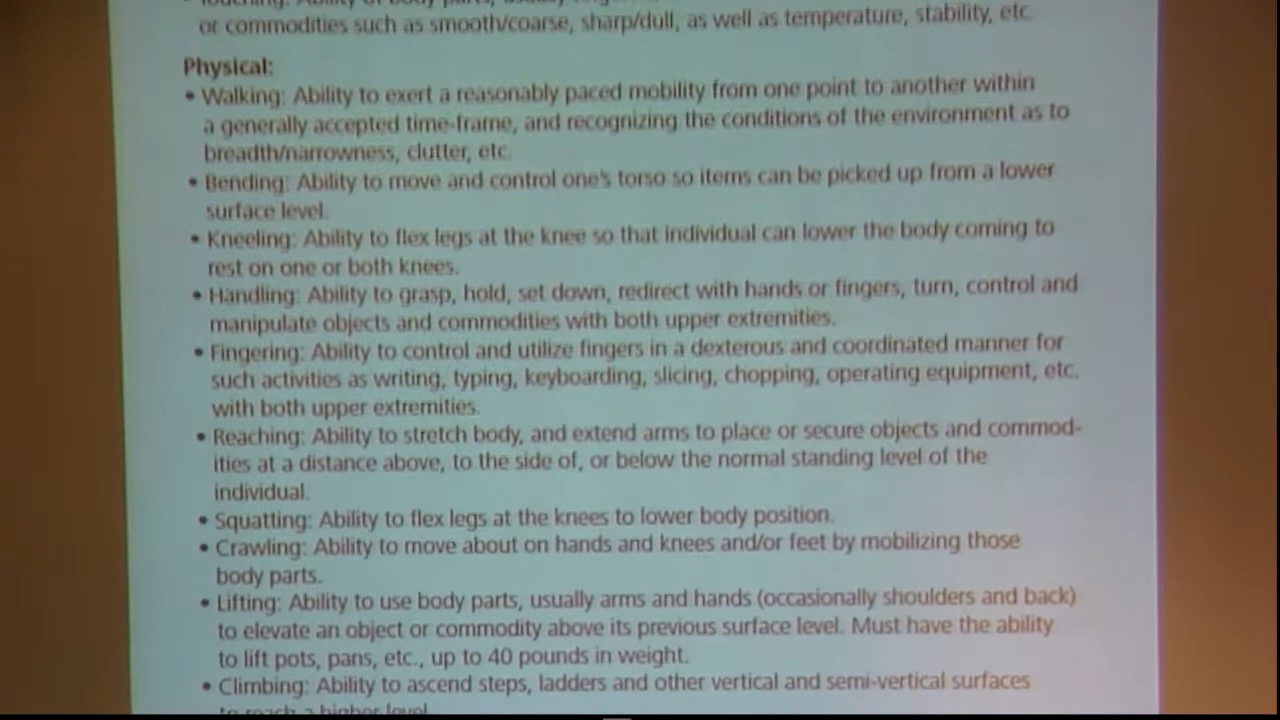 or commodities such as smooth/coarse, sharp/dull, as well as temperature, stability, etc.
Physical:
• Walking: Ability to exert a reasonably paced mobility from one point to another within
a generally accepted time-frame, and recognizing the conditions of the environment as to
breadth/narrowness, clutter, etc.
• Bending: Ability to move and control one's torso so items can be picked up from a lower
surface level.
• Kneeling: Ability to flex legs at the knee so that individual can lower the body coming to
rest on one or both knees.
• Handling: Ability to grasp, hold, set down, redirect with hands or fingers, turn, control and
manipulate objects and commodities with both upper extremities.
• Fingering: Ability to control and utilize fingers in a dexterous and coordinated manner for
such activities as writing, typing, keyboarding, slicing, chopping, operating equipment, etc.
with both upper extremities.
• Reaching: Ability to stretch body, and extend arms to place or secure objects and commod-
ities at a distance above, to the side of, or below the normal standing level of the
individual.
• Squatting: Ability to flex legs at the knees to lower body position.
• Crawling: Ability to move about on hands and knees and/or feet by mobilizing those
body parts.
• Lifting: Ability to use body parts, usually arms and hands (occasionally shoulders and back)
to elevate an object or commodity above its previous surface level. Must have the ability
to lift pots, pans, etc., up to 40 pounds in weight.
• Climbing: Ability to ascend steps, ladders and other vertical and semi-vertical surfaces
to reach a higher level